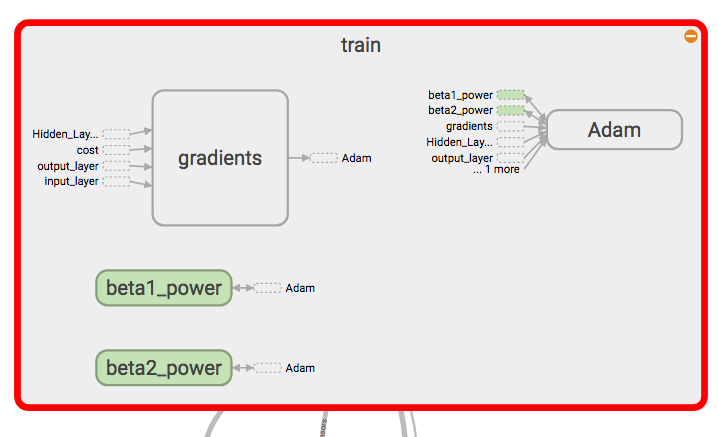 train
Hidden_Lay...
cost
output_layer
input_layer
gradients
Adam
beta1_power
beta2_power
gradients
Hidden_Lay...
output_layer
... 1 more
Adam
beta1_power
Adam
beta2_power
Adam